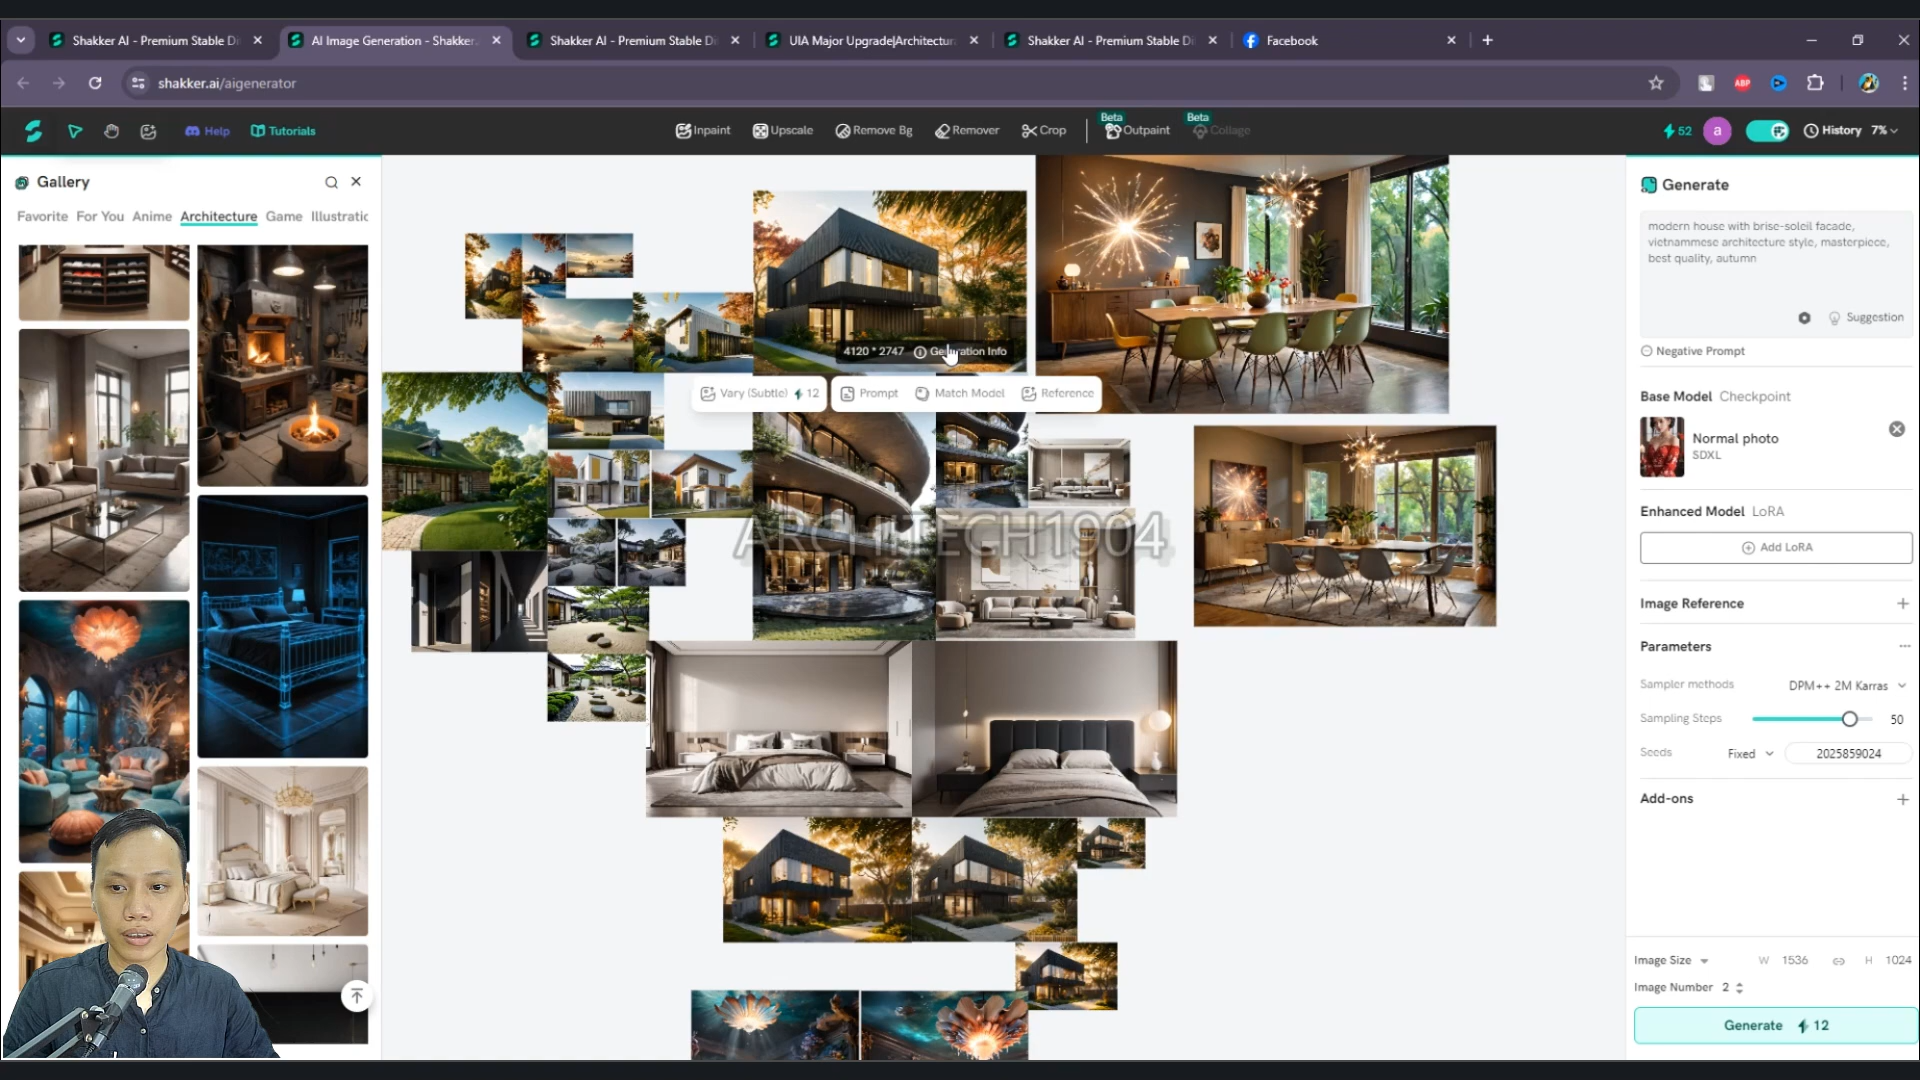 Shakker AI - Premium Stable Di
AI Image Generation - Shakker.
Shakker AI - Premium Stable Di
UIA Major Upgrade|Architectur
Shakker AI - Premium Stable Di
Facebook
shakker.ai/aigenerator
ABP
Help
Tutorials
Inpaint
Upscale
Remove Bg
Remover
Crop
Beta
Outpaint
Beta
Collage
52
a
History
7%
Gallery
Favorite
For You
Anime
Architecture
Game
Illustratic
4120 * 2747
Generation Info
Vary (Subtle)
12
Prompt
Match Model
Reference
ARCHITECH1904
Generate
modern house with brise-soleil facade,
vietnammese architecture style, masterpiece,
best quality, autumn
Suggestion
Negative Prompt
Base Model Checkpoint
Normal photo
SDXL
Enhanced Model LoRA
Add LoRA
Image Reference
Parameters
Sampler methods
DPM++ 2M Karras
Sampling Steps
50
Seeds
Fixed
2025859024
Add-ons
Image Size
W 1536
H 1024
Image Number 2
Generate 12